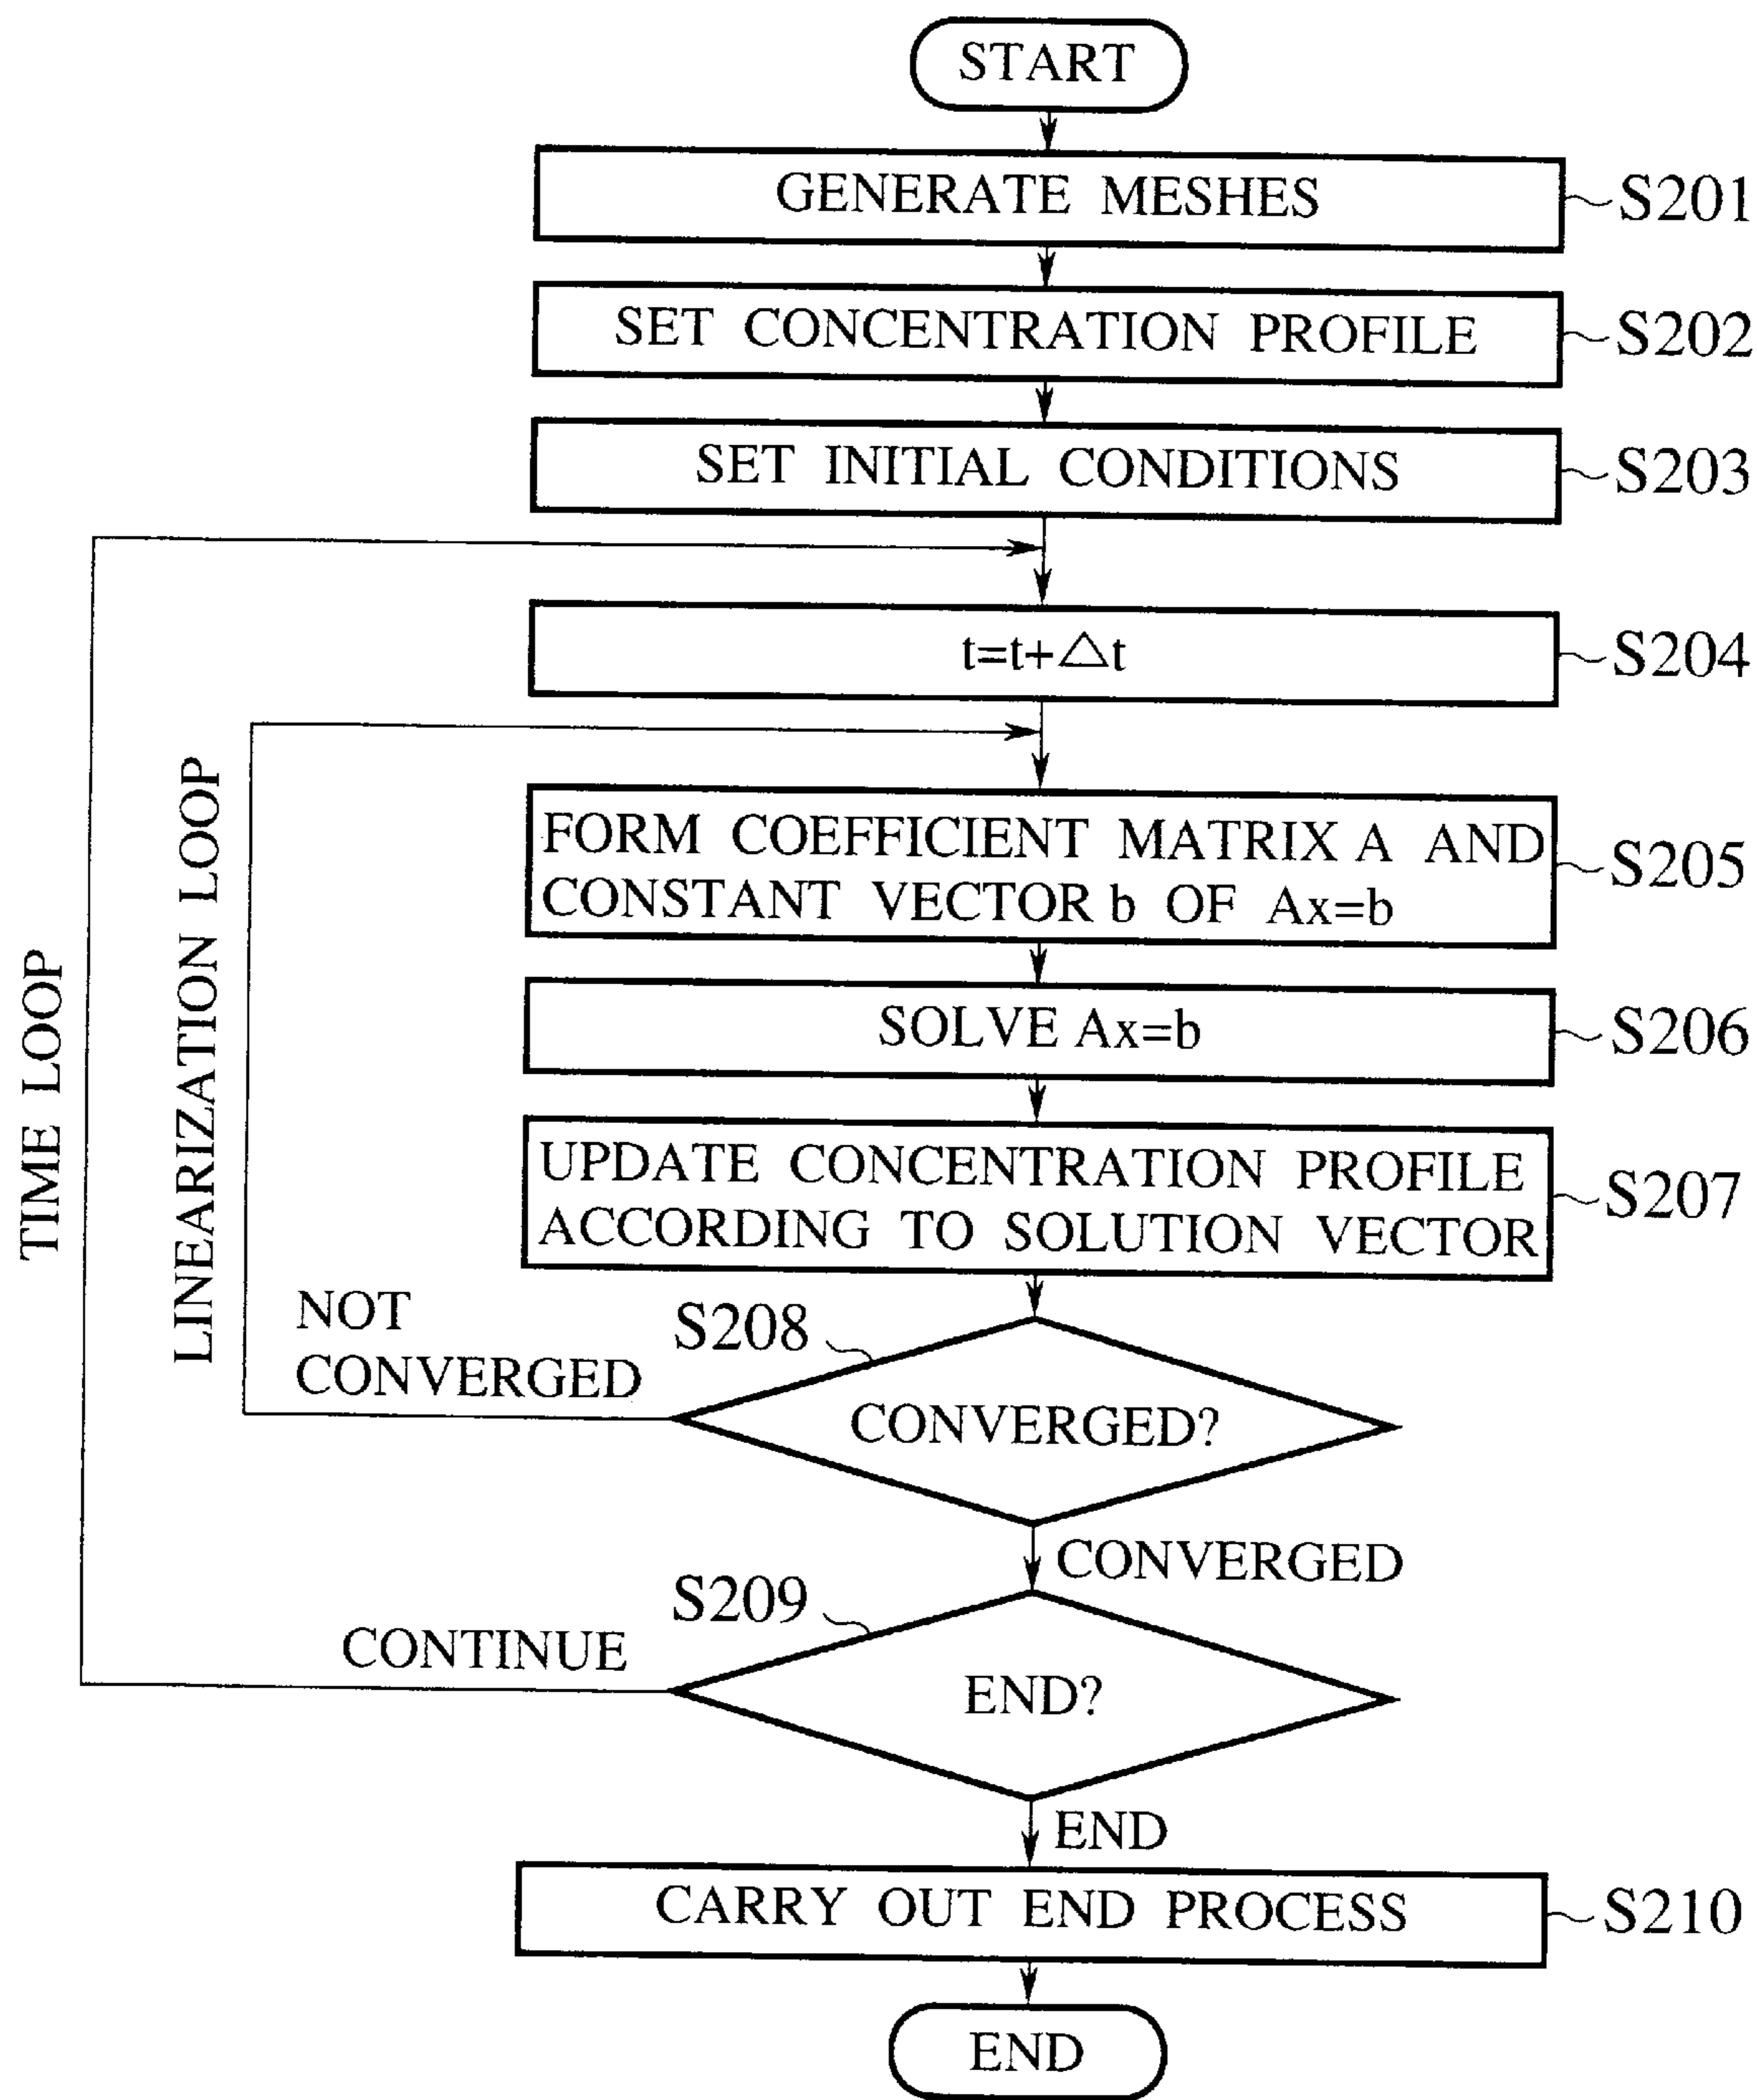 START
GENERATE MESHES
S201
SET CONCENTRATION PROFILE
S202
SET INITIAL CONDITIONS
S203
t=t+△t
S204
FORM COEFFICIENT MATRIX A AND
CONSTANT VECTOR b OF Ax=b
S205
SOLVE Ax=b
S206
UPDATE CONCENTRATION PROFILE
ACCORDING TO SOLUTION VECTOR
S207
TIME LOOP
LINEARIZATION LOOP
NOT
CONVERGED
S208
CONVERGED?
CONVERGED
S209
CONTINUE
END?
END
CARRY OUT END PROCESS
S210
END